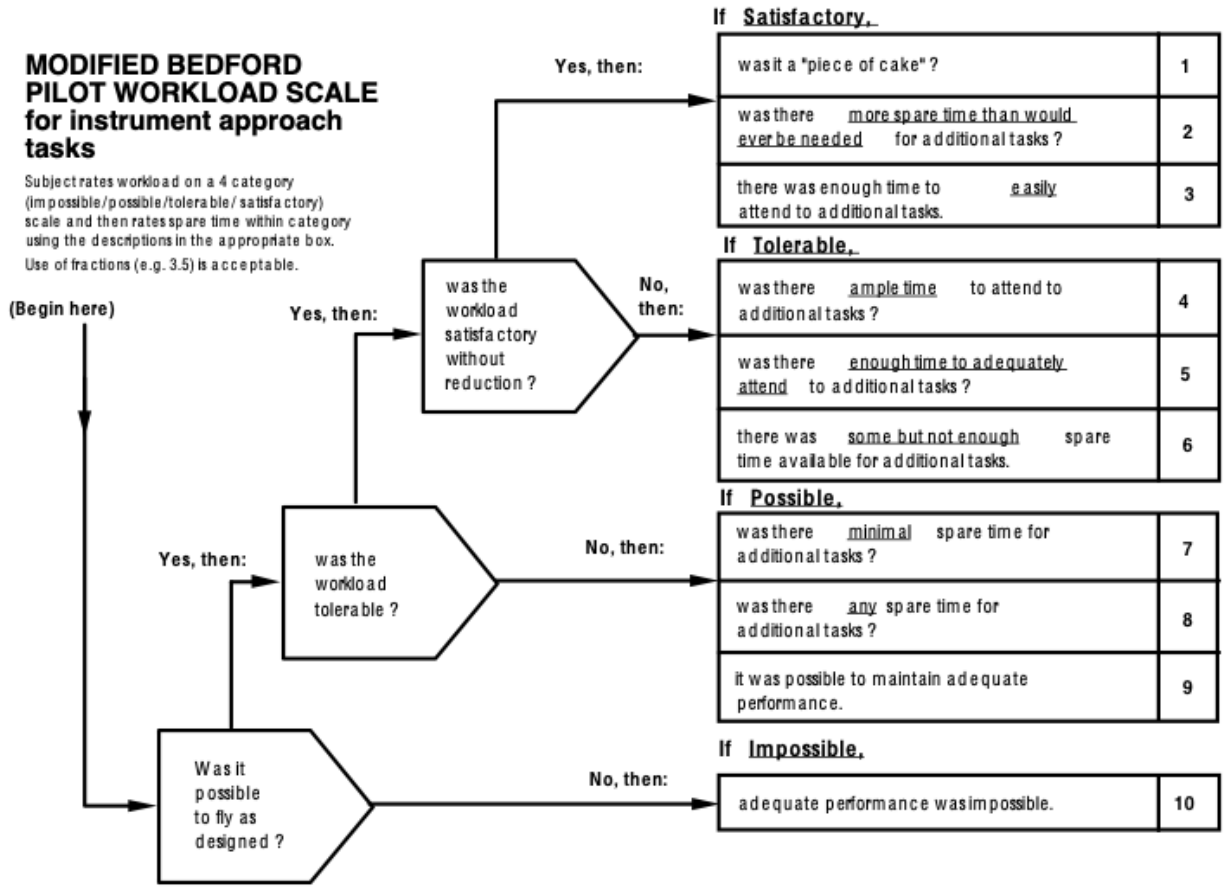 MODIFIED BEDFORD
PILOT WORKLOAD SCALE
for instrument approach
tasks
Subject rates workload on a 4 category
(impossible/possible/tolerable/ satisfactory)
scale and then rates spare time within category
using the descriptions in the appropriate box.
Use of fractions (e.g. 3.5) is acceptable.
(Begin here)
Was it
possible
to fly as
designed ?
Yes, then:
No, then:
was the
workload
tolerable ?
Yes, then:
No, then:
was the
workload
satisfactory
without
reduction ?
Yes, then:
No,
then:
If Satisfactory,
was it a "piece of cake" ?
1
was there more spare time than would
ever be needed for additional tasks ?
2
there was enough time to easily
attend to additional tasks.
3
If Tolerable,
was there ample time to attend to
additional tasks ?
4
was there enough time to adequately
attend to additional tasks ?
5
there was some but not enough spare
time available for additional tasks.
6
If Possible,
was there minimal spare time for
additional tasks ?
7
was there any spare time for
additional tasks ?
8
it was possible to maintain adequate
performance.
9
If Impossible,
adequate performance was impossible.
10